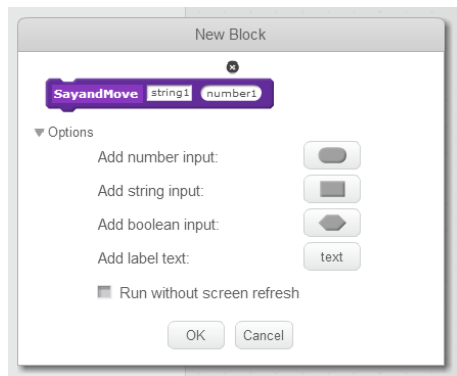 New Block
SayandMove string1 number1
Options
Add number input:
Add string input:
Add boolean input:
Add label text: text
Run without screen refresh
OK Cancel